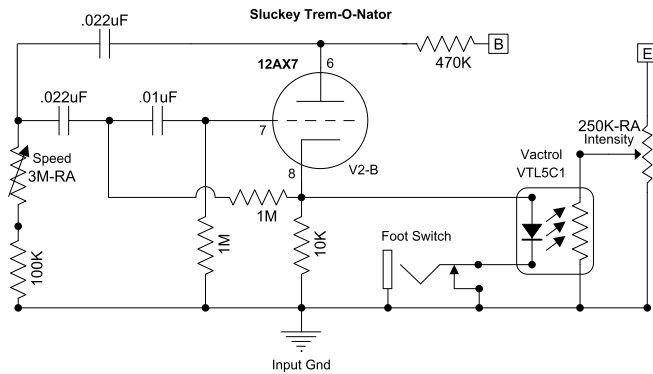 Sluckey Trem-O-Nator
.022uF
6
B
12AX7
470K
E
.022uF
.01uF
7
250K-RA
Intensity
Speed
3M-RA
8
V2-B
Vactrol
VTL5C1
1M
1M
10K
Foot Switch
100K
Input Gnd